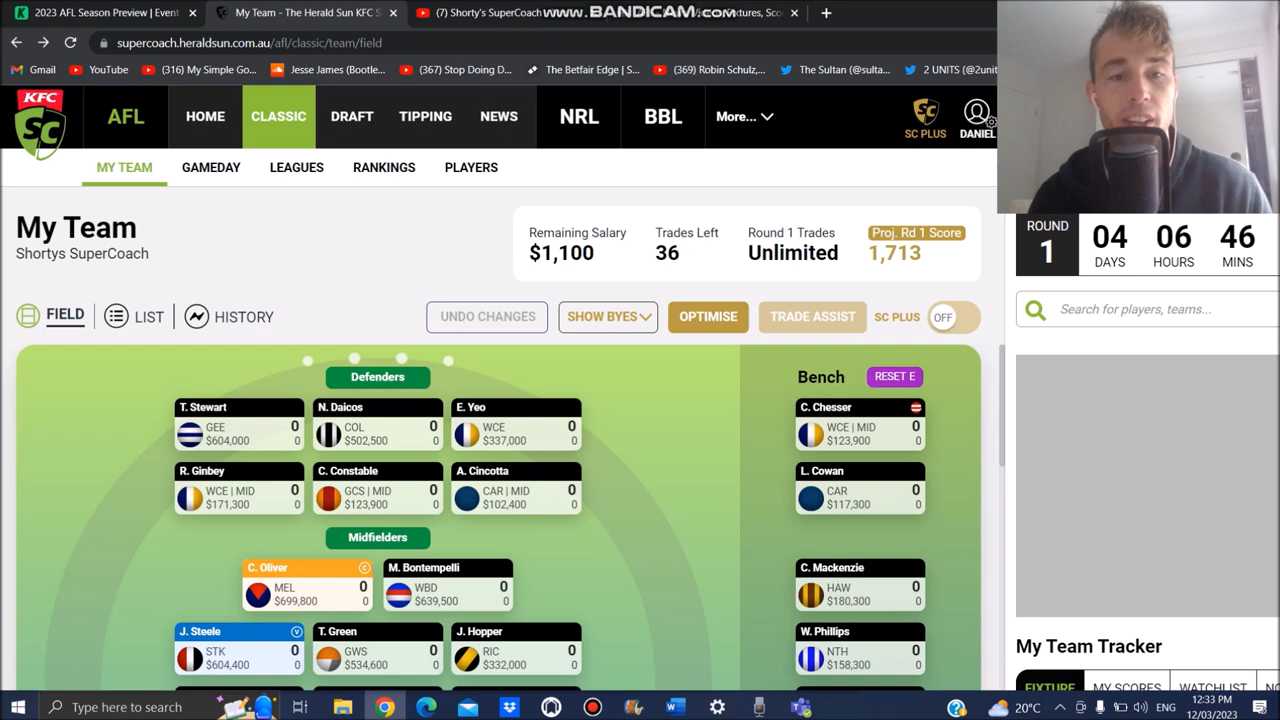 2023 AFL Season Preview | Event
My Team - The Herald Sun KFC S
(7) Shorty's SuperCoach
www.BANDICAM.com
supercoach.heraldsun.com.au/afl/classic/team/field
Gmail
YouTube
(316) My Simple Go...
Jesse James (Bootle...
(367) Stop Doing D...
The Betfair Edge | S...
(369) Robin Schulz,...
The Sultan (@sulta...
2 UNITS (@2unit
KFC
SC
AFL
HOME
CLASSIC
DRAFT
TIPPING
NEWS
NRL
BBL
More...
SC PLUS
DANIEL
MY TEAM
GAMEDAY
LEAGUES
RANKINGS
PLAYERS
My Team
Shortys SuperCoach
Remaining Salary
$1,100
Trades Left
36
Round 1 Trades
Unlimited
Proj. Rd 1 Score
1,713
ROUND
1
04
DAYS
06
HOURS
46
MINS
FIELD
LIST
HISTORY
UNDO CHANGES
SHOW BYES
OPTIMISE
TRADE ASSIST
SC PLUS
OFF
Search for players, teams...
Defenders
Bench
RESET E
T. Stewart
GEE 0
$604,000 0
N. Daicos
COL 0
$502,500 0
E. Yeo
WCE 0
$337,000 0
C. Chesser
WCE | MID 0
$123,900 0
R. Ginbey
WCE | MID 0
$171,300 0
C. Constable
GCS | MID 0
$123,900 0
A. Cincotta
CAR | MID 0
$102,400 0
L. Cowan
CAR 0
$117,300 0
Midfielders
C. Oliver C
MEL 0
$699,800 0
M. Bontempelli
WBD 0
$639,500 0
C. Mackenzie
HAW 0
$180,300 0
J. Steele V
STK 0
$604,400 0
T. Green
GWS 0
$534,600 0
J. Hopper
RIC 0
$332,000 0
W. Phillips
NTH 0
$158,300 0
My Team Tracker
FIXTURE
MY SCORES
WATCHLIST
Type here to search
20°C
ENG
12:33 PM
12/03/2023